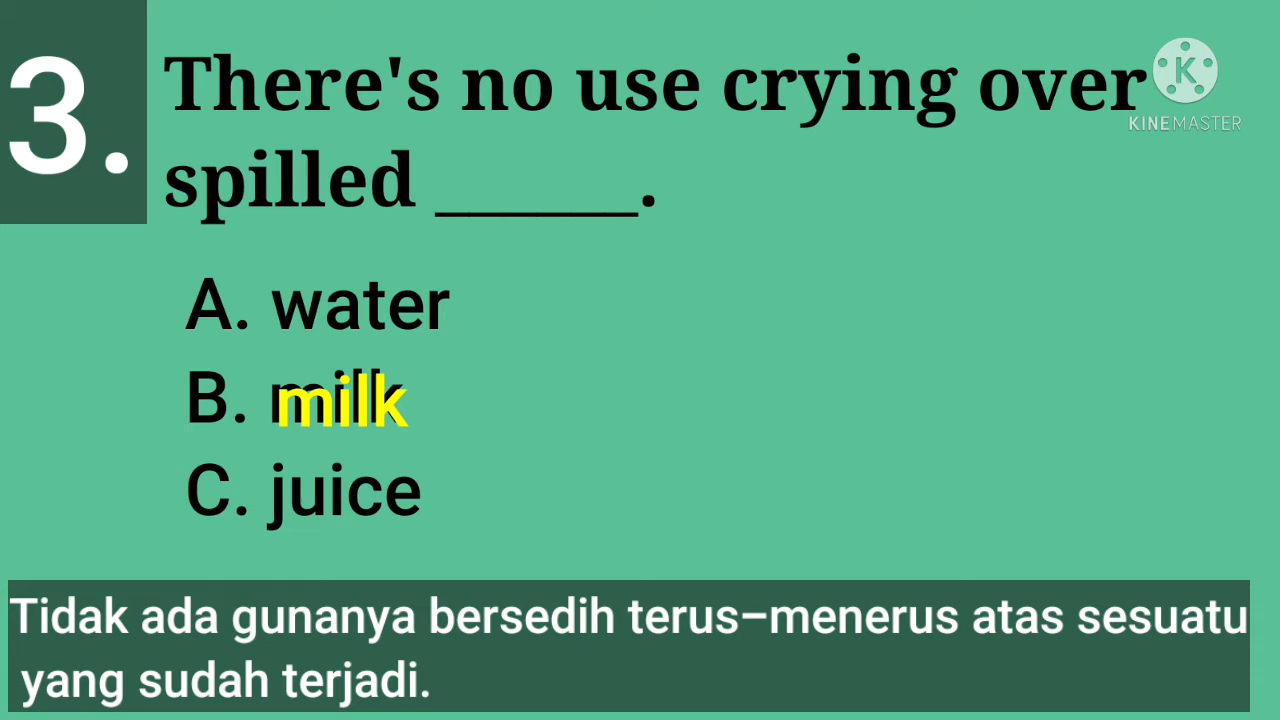 3.
There's no use crying over
spilled ______.
KINEMASTER
A. water
B. milk
C. juice
Tidak ada gunanya bersedih terus–menerus atas sesuatu
yang sudah terjadi.